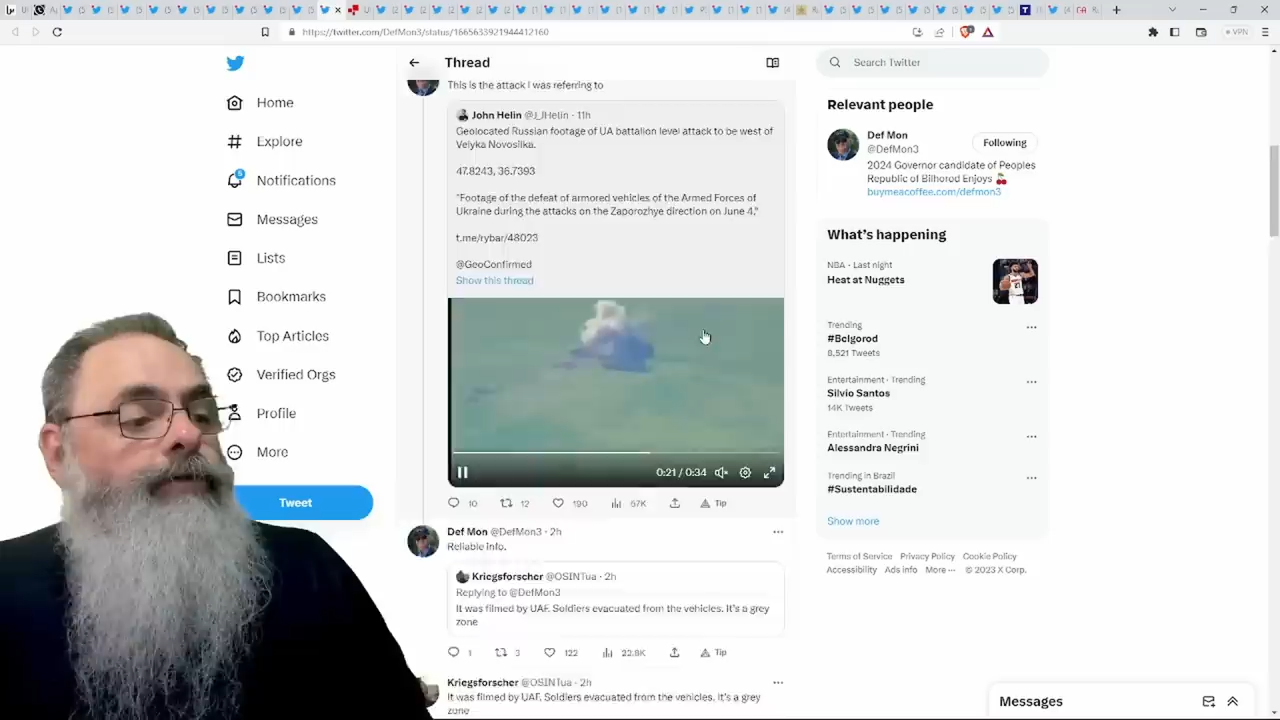 https://twitter.com/DefMon3/status/1665633921944412160
VPN
Home
Explore
5
Notifications
Messages
Lists
Bookmarks
Top Articles
Verified Orgs
Profile
More
Tweet
Thread
This is the attack I was referring to
John Helin @J_JHelin · 11h
Geolocated Russian footage of UA battalion level attack to be west of
Velyka Novosilka.
47.8243, 36.7393
"Footage of the defeat of armored vehicles of the Armed Forces of
Ukraine during the attacks on the Zaporozhye direction on June 4."
t.me/rybar/48023
@GeoConfirmed
Show this thread
0:21 / 0:34
10 12 190 67K Tip
Def Mon @DefMon3 · 2h
Reliable info.
Kriegsforscher @OSINTua · 2h
Replying to @DefMon3
It was filmed by UAF. Soldiers evacuated from the vehicles. It's a grey
zone
1 3 122 22.8K Tip
Kriegsforscher @OSINTua · 2h
It was filmed by UAF. Soldiers evacuated from the vehicles. It's a grey
zone
Search Twitter
Relevant people
Def Mon
@DefMon3
Following
2024 Governor candidate of Peoples
Republic of Bilhorod Enjoys 🍒
buymeacoffee.com/defmon3
What's happening
NBA · Last night
Heat at Nuggets
Trending
#Belgorod
8,521 Tweets
Entertainment · Trending
Silvio Santos
14K Tweets
Entertainment · Trending
Alessandra Negrini
Trending in Brazil
#Sustentabilidade
Show more
Terms of Service Privacy Policy Cookie Policy
Accessibility Ads info More ··· © 2023 X Corp.
Messages